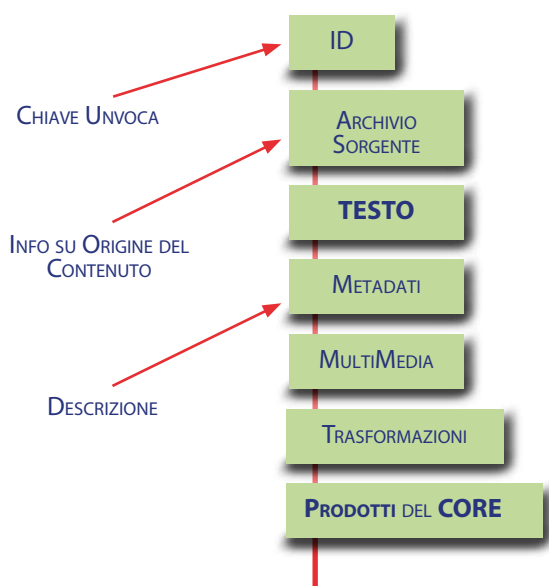 ID
CHIAVE UNVOCA
ARCHIVIO
SORGENTE
TESTO
INFO SU ORIGINE DEL
CONTENUTO
METADATI
MULTIMEDIA
DESCRIZIONE
TRASFORMAZIONI
PRODOTTI DEL CORE